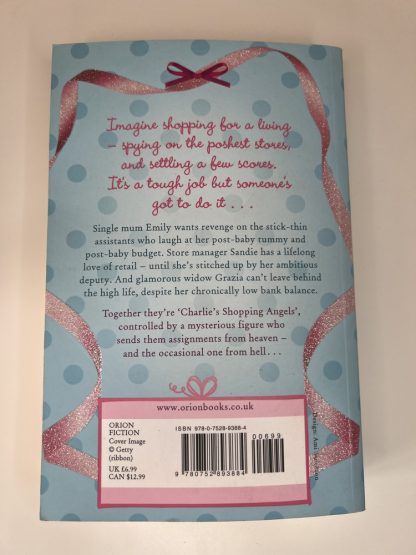 Imagine shopping for a living
– spying on the poshest stores,
and settling a few scores.
It's a tough job but someone's
got to do it . . .
Single mum Emily wants revenge on the stick-thin
assistants who laugh at her post-baby tummy and
post-baby budget. Store manager Sandie has a lifelong
love of retail – until she's stitched up by her ambitious
deputy. And glamorous widow Grazia can't leave behind
the high life, despite her chronically low bank balance.
Together they're 'Charlie's Shopping Angels',
controlled by a mysterious figure who
sends them assignments from heaven –
and the occasional one from hell . . .
www.orionbooks.co.uk
ORION
FICTION
Cover Image
© Getty
(ribbon)
UK £6.99
CAN $12.99
ISBN 978-0-7528-9388-4
00699
9 780752 893884
Design: Ami